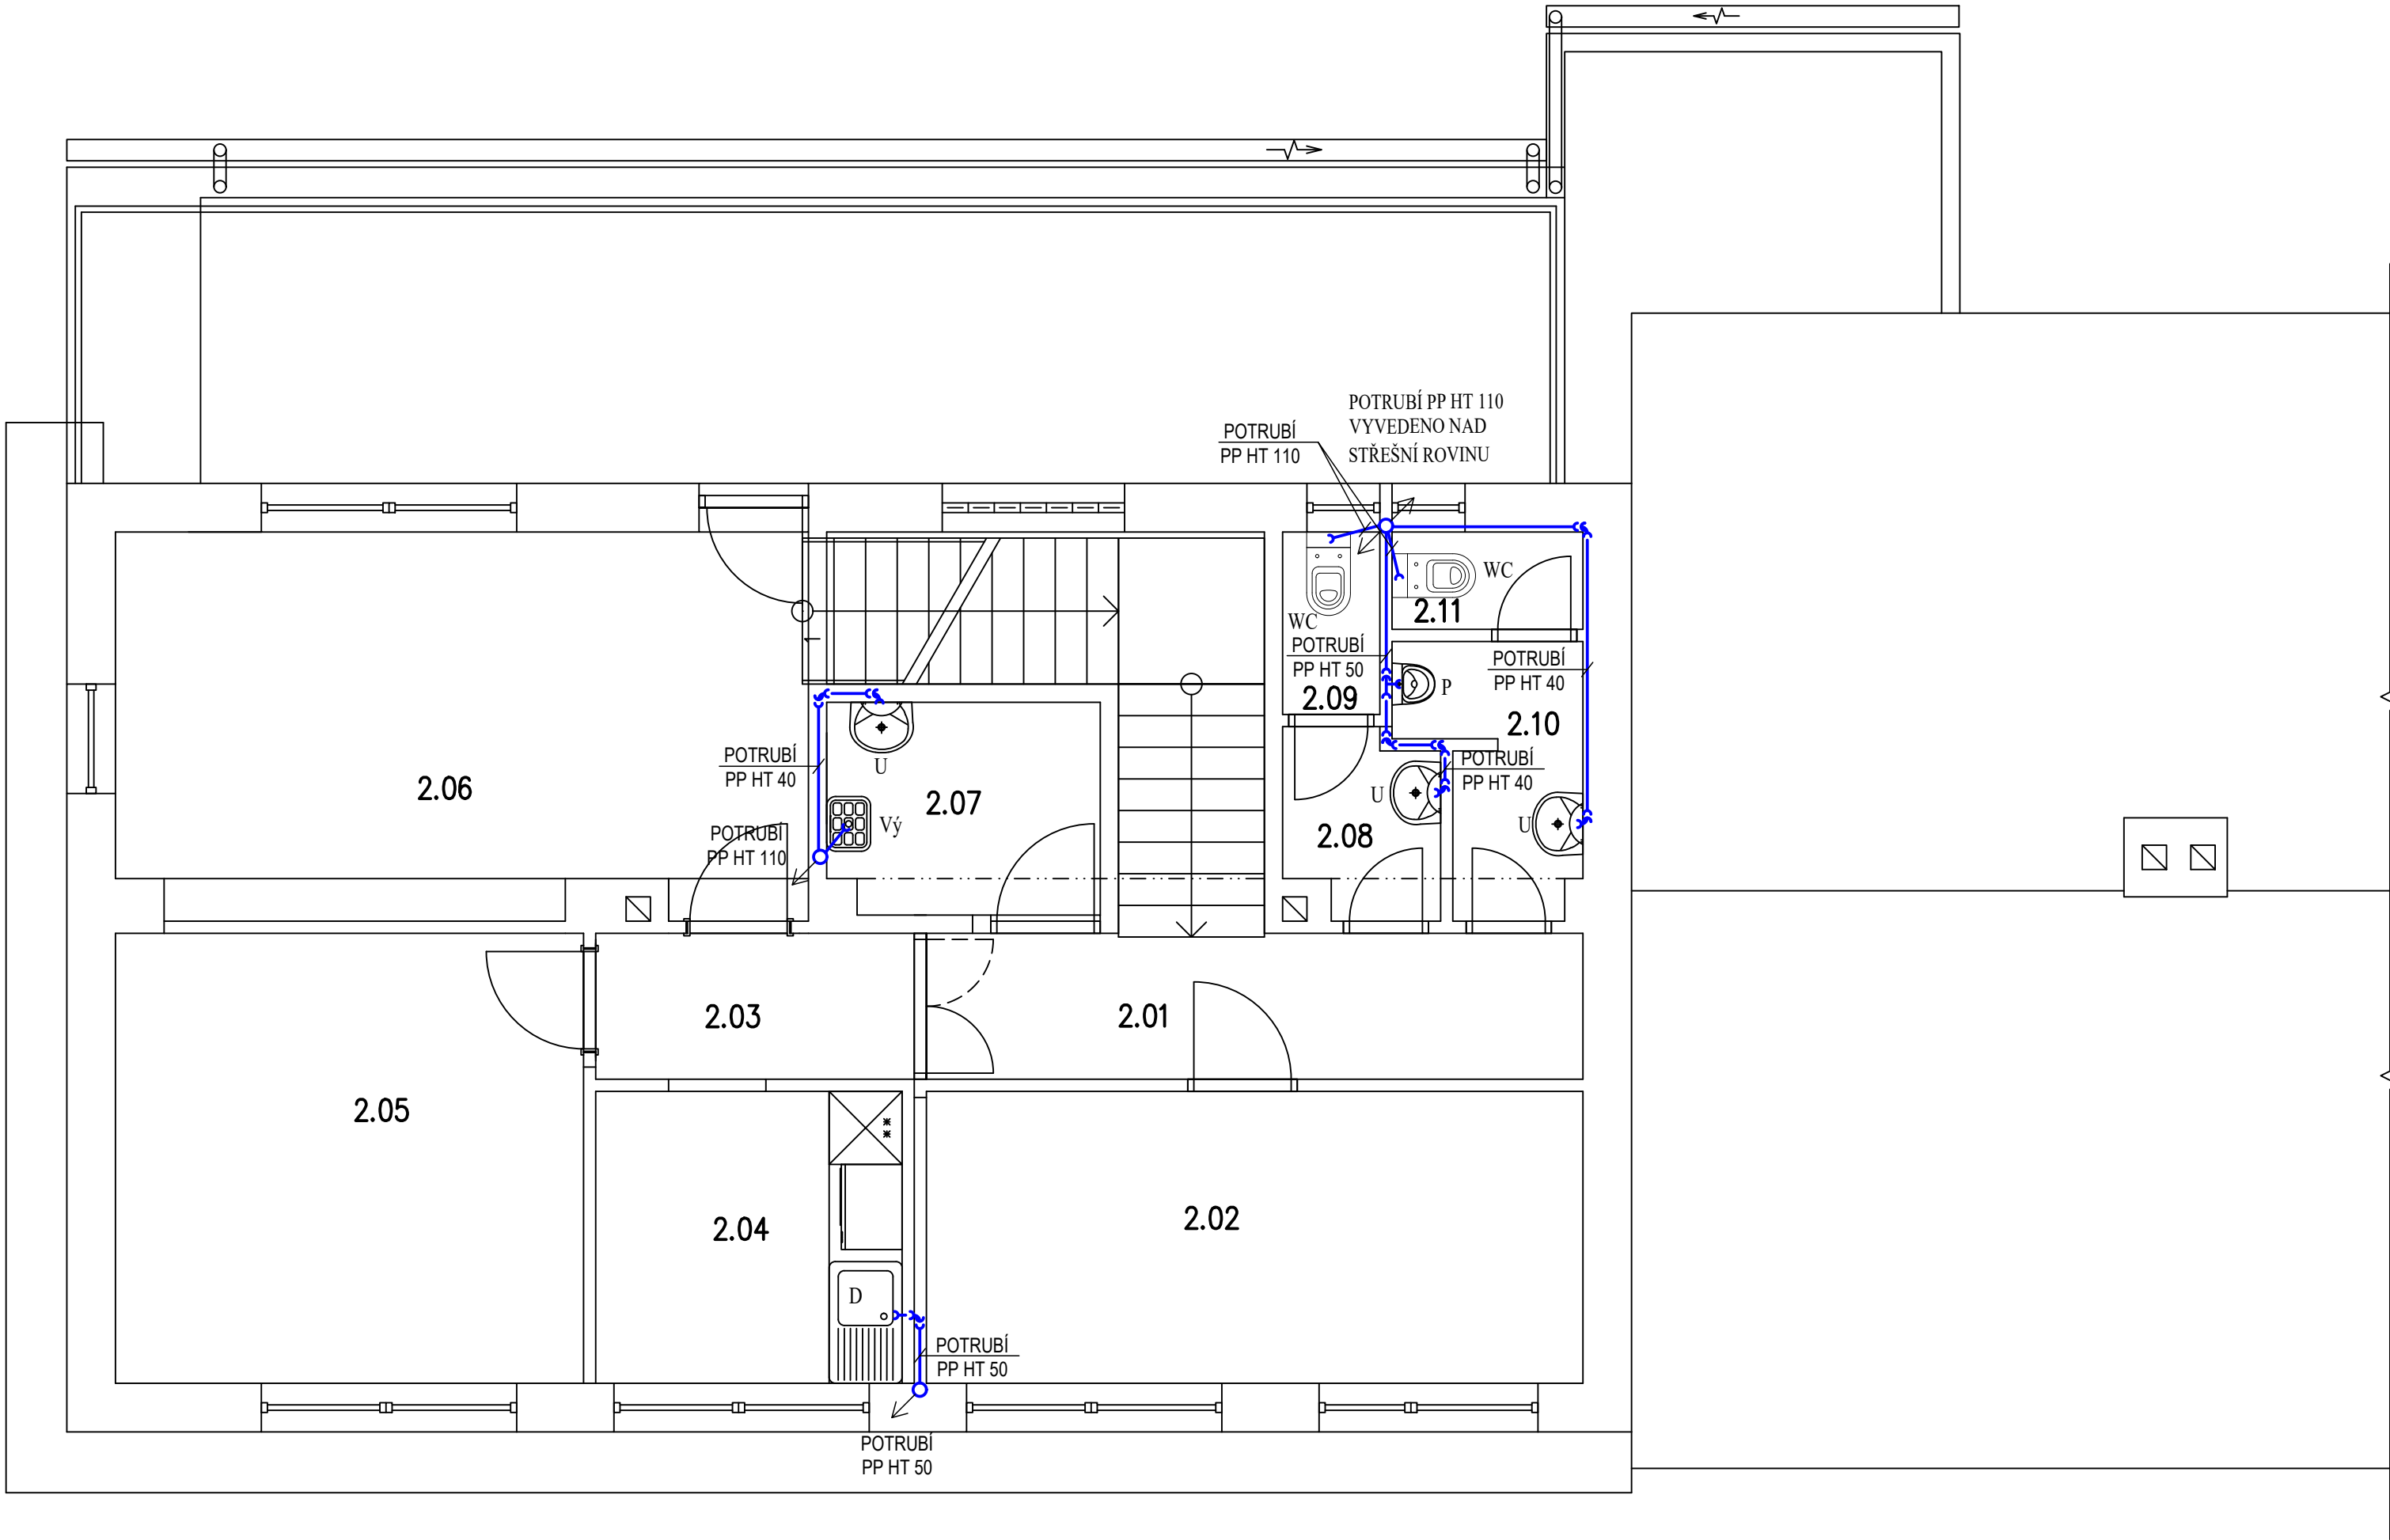 POTRUBÍ PP HT 110
VYVEDENO NAD
STŘEŠNÍ ROVINU
POTRUBÍ
PP HT 110
WC
2.11
WC
POTRUBÍ
PP HT 50
2.09
POTRUBÍ
PP HT 40
P
2.10
POTRUBÍ
PP HT 40
U
U
2.08
POTRUBÍ
PP HT 40
U
2.06
2.07
Vý
POTRUBÍ
PP HT 110
2.03
2.01
2.05
2.04
2.02
D
POTRUBÍ
PP HT 50
POTRUBÍ
PP HT 50